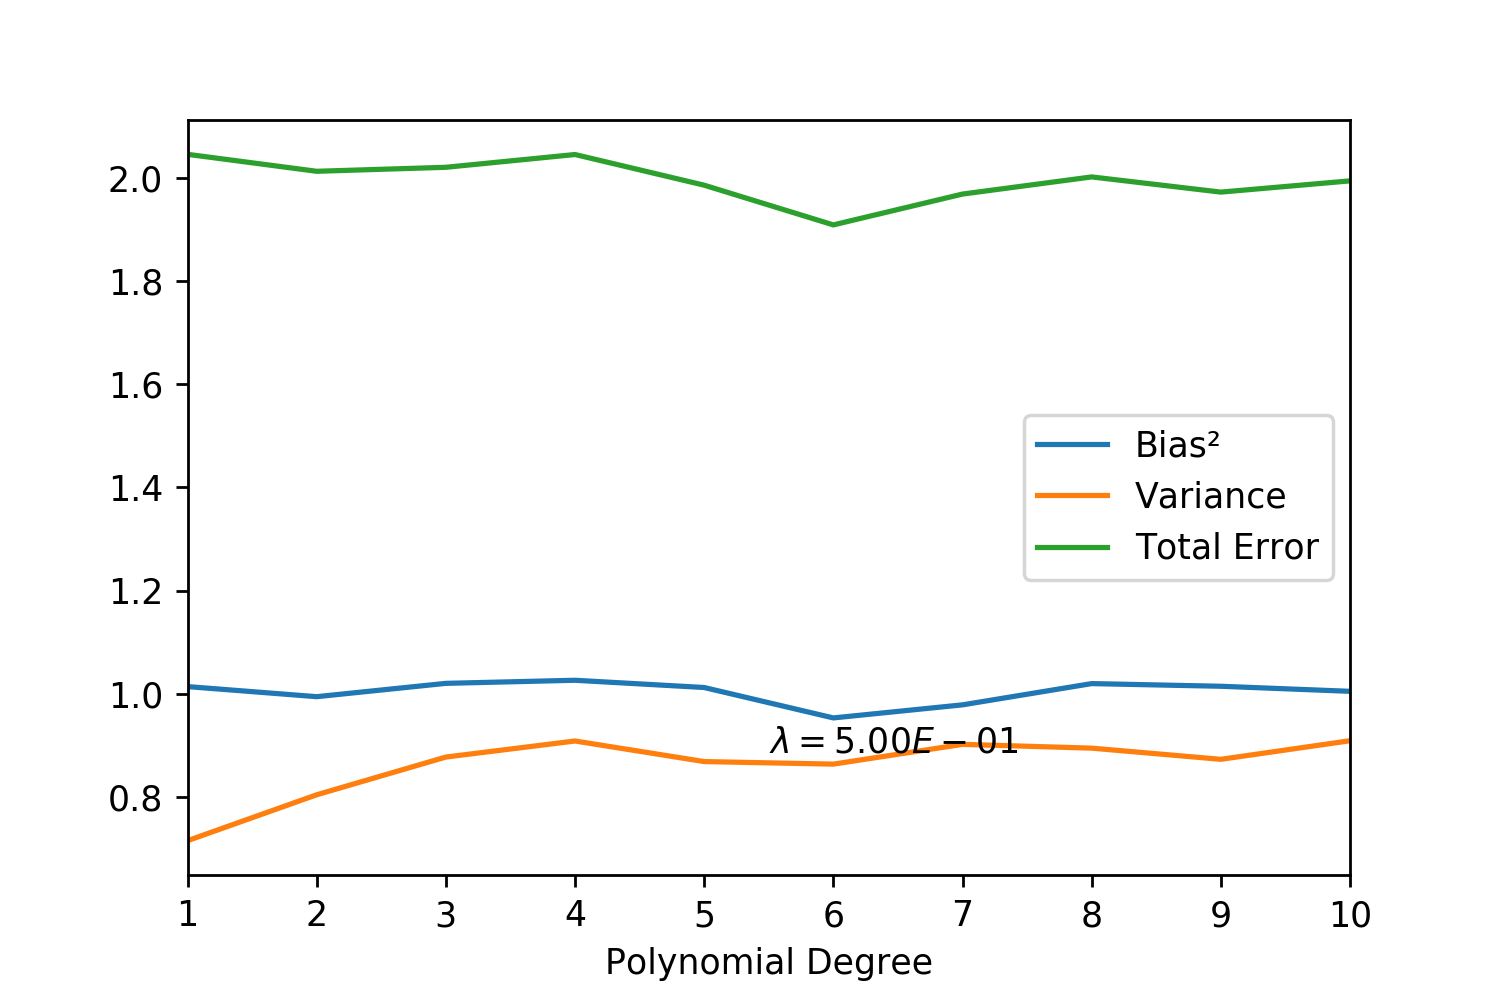 2.0
1.8
1.6
1.4
1.2
1.0
0.8
Bias²
Variance
Total Error
λ = 5.00E − 01
1 2 3 4 5 6 7 8 9 10
Polynomial Degree